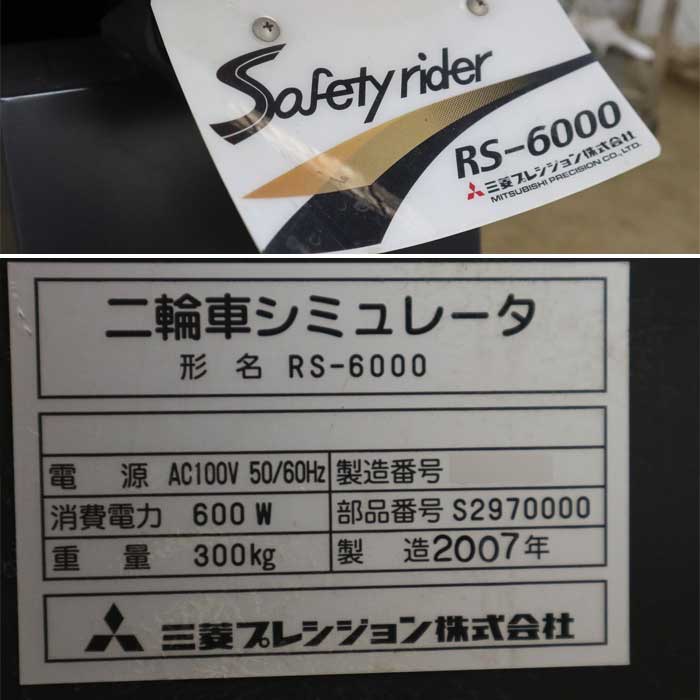 Safety rider
RS-6000
三菱プレシジョン株式会社
MITSUBISHI PRECISION CO., LTD.
二輪車シミュレータ
形 名 RS-6000
電 源 AC100V 50/60Hz 製造番号
消費電力 600 W 部品番号 S2970000
重 量 300kg 製 造 2007年
三菱プレシジョン株式会社